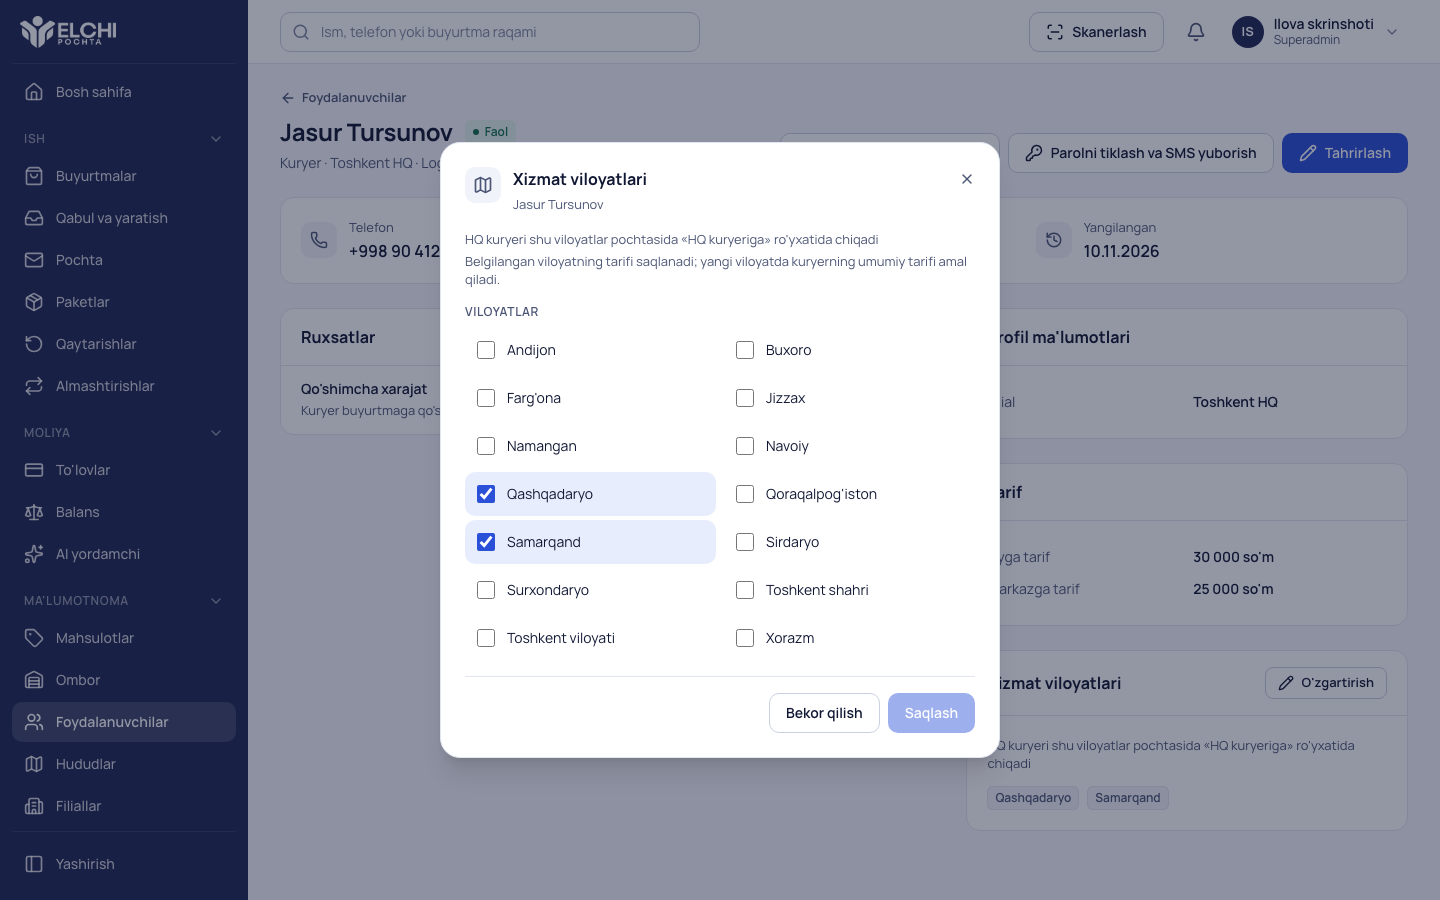 ELCHI
POCHTA
Ism, telefon yoki buyurtma raqami
Skanerlash
IS
Ilova skrinshoti
Superadmin
Bosh sahifa
ISH
Buyurtmalar
Qabul va yaratish
Pochta
Paketlar
Qaytarishlar
Almashtirishlar
MOLIYA
To'lovlar
Balans
AI yordamchi
MA'LUMOTNOMA
Mahsulotlar
Ombor
Foydalanuvchilar
Hududlar
Filiallar
Yashirish
Foydalanuvchilar
Jasur Tursunov
Faol
Kuryer · Toshkent HQ ·
Parolni tiklash va SMS yuborish
Tahrirlash
Telefon
+998 90 412
Yangilangan
10.11.2026
Ruxsatlar
Qo'shimcha xarajat
Kuryer buyurtmaga
rofil ma'lumotlari
ial
Toshkent HQ
arif
yga tarif
30 000 so'm
arkazga tarif
25 000 so'm
izmat viloyatlari
O'zgartirish
kuryeri shu viloyatlar pochtasida «HQ kuryeriga» ro'yxatida
chiqadi
Qashqadaryo
Samarqand
Xizmat viloyatlari
Jasur Tursunov
HQ kuryeri shu viloyatlar pochtasida «HQ kuryeriga» ro'yxatida chiqadi
Belgilangan viloyatning tarifi saqlanadi; yangi viloyatda kuryerning umumiy tarifi amal
qiladi.
VILOYATLAR
Andijon
Buxoro
Farg'ona
Jizzax
Namangan
Navoiy
Qashqadaryo
Qoraqalpog'iston
Samarqand
Sirdaryo
Surxondaryo
Toshkent shahri
Toshkent viloyati
Xorazm
Bekor qilish
Saqlash